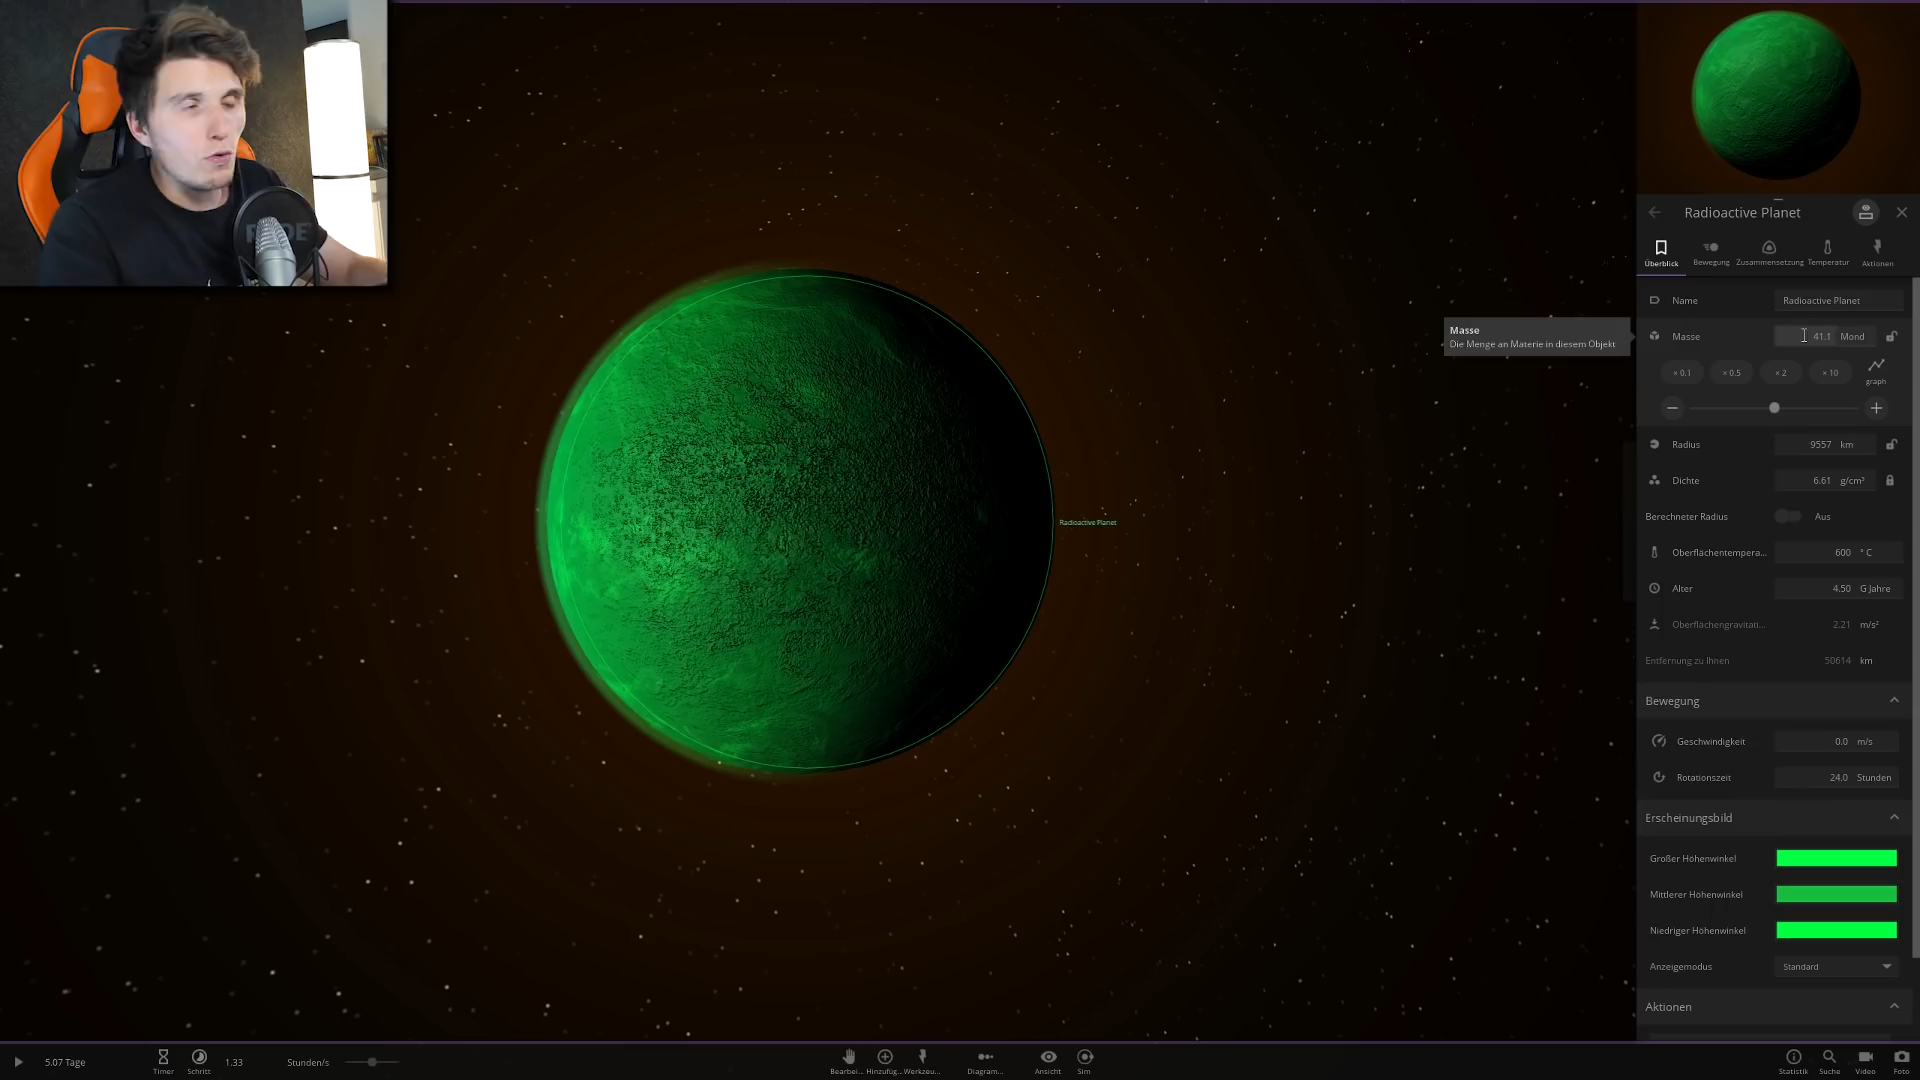 Radioactive Planet
Überblick
Bewegung
Zusammensetzung
Temperatur
Aktionen
Name
Radioactive Planet
Masse
Die Menge an Materie in diesem Objekt
Masse
41.1 Mond
× 0.1
× 0.5
× 2
× 10
graph
Radius
9557 km
Dichte
6.61 g/cm³
Berechneter Radius
Aus
Oberflächentempera...
600 ° C
Alter
4.50 G Jahre
Oberflächengravitati...
2.21 m/s²
Entfernung zu Ihnen
50614 km
Bewegung
Geschwindigkeit
0.0 m/s
Rotationszeit
24.0 Stunden
Erscheinungsbild
Großer Höhenwinkel
Mittlerer Höhenwinkel
Niedriger Höhenwinkel
Anzeigemodus
Standard
Aktionen
Radioactive Planet
5.07 Tage
Timer
Schritt
1.33
Stunden/s
Bearbei...
Hinzufüg...
Werkzeu...
Diagram...
Ansicht
Sim
Statistik
Suche
Video
Foto